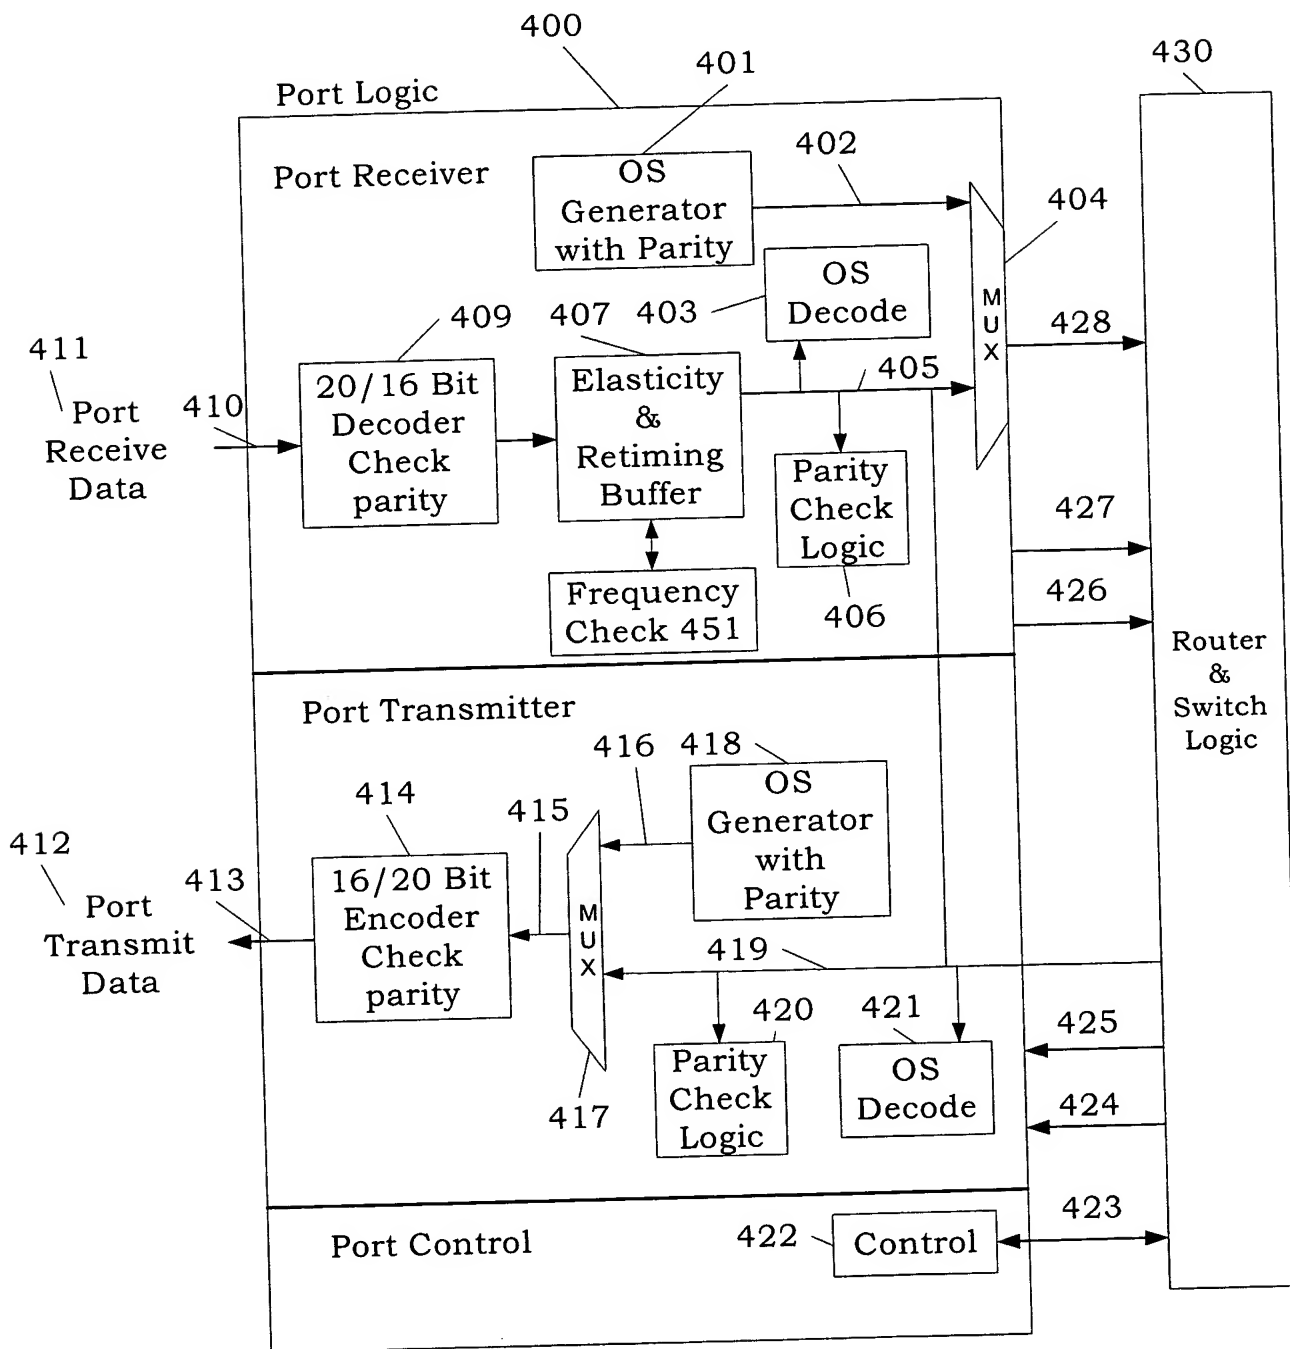 400
430
401
Port Logic
402
Port Receiver
OS
Generator
with Parity
404
OS
Decode
403
409
407
MUX
428
411
Port
Receive
Data
410
20/16 Bit
Decoder
Check
parity
Elasticity
&
Retiming
Buffer
405
Parity
Check
Logic
427
406
426
Frequency
Check 451
Router
&
Switch
Logic
Port Transmitter
416
418
OS
Generator
with
Parity
414
415
412
413
Port
Transmit
Data
16/20 Bit
Encoder
Check
parity
MUX
419
420
421
425
Parity
Check
Logic
OS
Decode
424
417
423
Port Control
422
Control